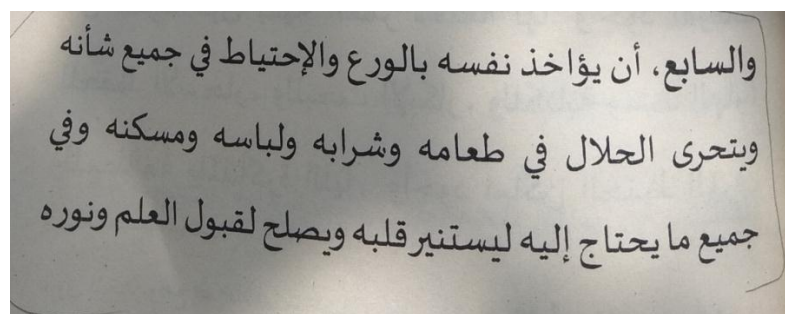 والسابع، أن يؤاخذ نفسه بالورع والإحتياط في جميع شأنه
ويتحرى الحلال في طعامه وشرابه ولباسه ومسكنه وفي
جميع ما يحتاج إليه ليستنير قلبه ويصلح لقبول العلم ونوره